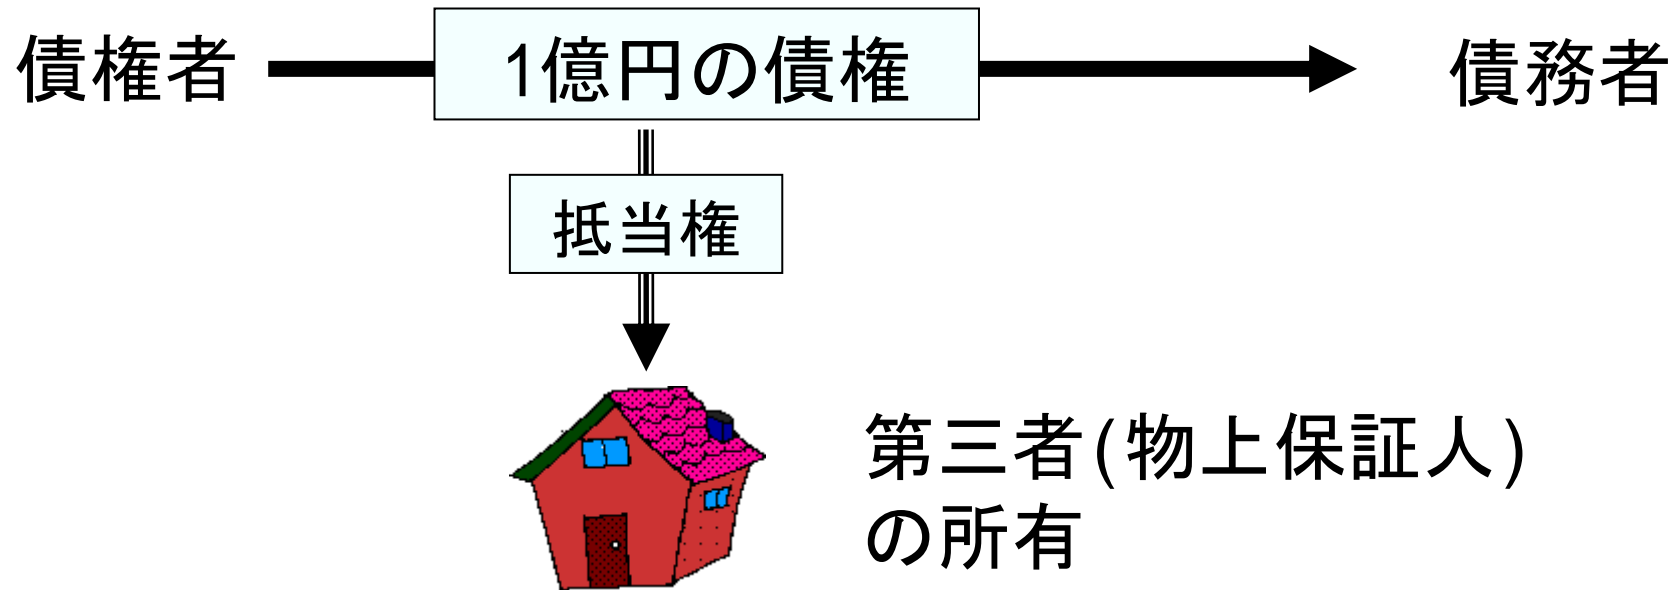 債権者
1億円の債権
債務者
抵当権
第三者(物上保証人)
の所有